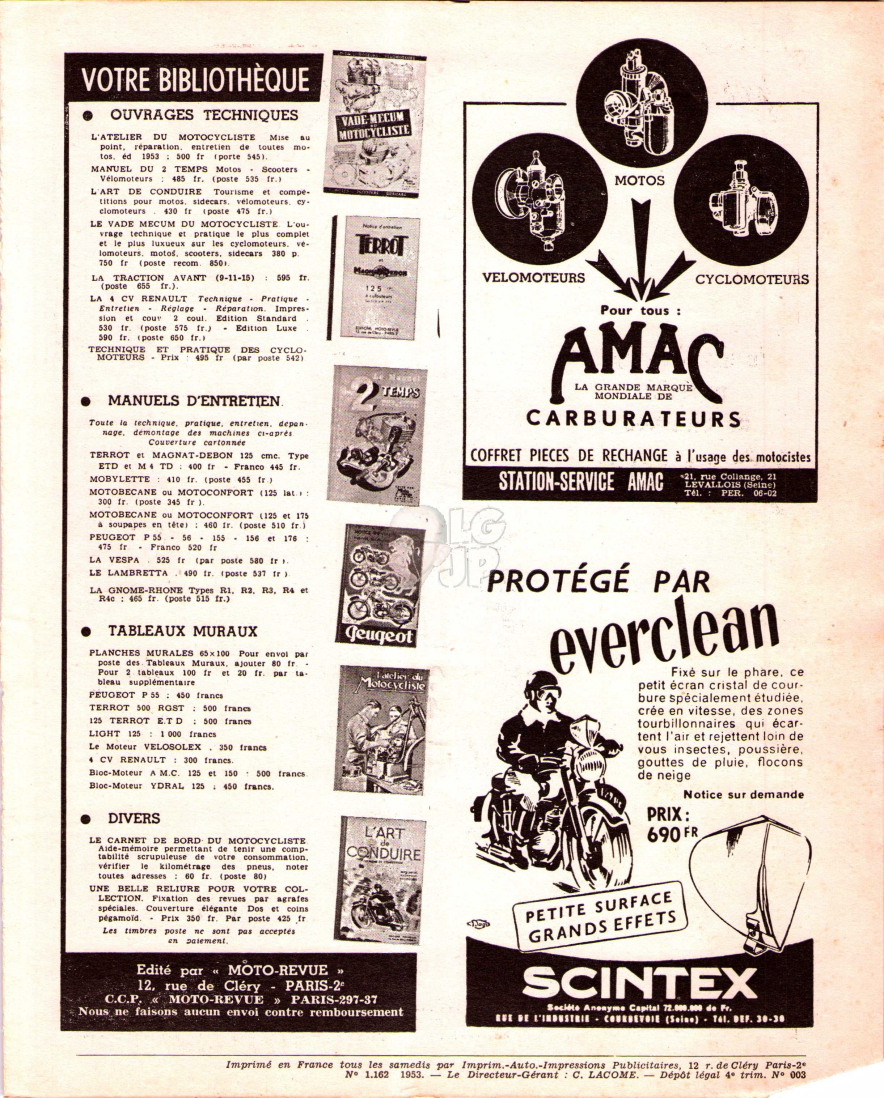 VOTRE BIBLIOTHÈQUE
● OUVRAGES TECHNIQUES
L'ATELIER DU MOTOCYCLISTE Mise au
point, réparation, entretien de toutes mo-
tos, éd 1953 ; 500 fr (porte 545).
MANUEL DU 2 TEMPS Motos - Scooters -
Vélomoteurs : 485 fr. (poste 535 fr.)
L'ART DE CONDUIRE Tourisme et compé-
titions pour motos, sidecars, vélomoteurs, cy-
clomoteurs . 430 fr (poste 475 fr.)
LE VADE MECUM DU MOTOCYCLISTE L'ou-
vrage technique et pratique le plus complet
et le plus luxueux sur les cyclomoteurs, vé-
lomoteurs, motos, scooters, sidecars 380 p.
750 fr (poste recom. 850).
LA TRACTION AVANT (9-11-15) : 595 fr.
(poste 655 fr.).
LA 4 CV RENAULT Technique - Pratique -
Entretien - Réglage - Réparation. Impres-
sion et couv 2 coul. Edition Standard .
530 fr. (poste 575 fr.) - Edition Luxe .
590 fr. (poste 650 fr.)
TECHNIQUE ET PRATIQUE DES CYCLO-
MOTEURS - Prix : 495 fr (par poste 542)
● MANUELS D'ENTRETIEN
Toute la technique, pratique, entretien, dépan-
nage, démontage des machines ci-après
Couverture cartonnée
TERROT et MAGNAT-DEBON 125 cmc. Type
ETD et M 4 TD : 400 fr - Franco 445 fr.
MOBYLETTE : 410 fr. (poste 455 fr.)
MOTOBECANE ou MOTOCONFORT (125 lat.) :
300 fr. (poste 345 fr.).
MOTOBECANE ou MOTOCONFORT (125 et 175
à soupapes en tête) : 460 fr. (poste 510 fr.)
PEUGEOT P 55 - 56 - 155 - 156 et 176 :
475 fr - Franco 520 fr
LA VESPA . 525 fr (par poste 580 fr ).
LE LAMBRETTA . 490 fr. (poste 537 fr )
LA GNOME-RHONE Types R1, R2, R3, R4 et
R4c : 465 fr. (poste 515 fr.)
● TABLEAUX MURAUX
PLANCHES MURALES 65x100 Pour envoi par
poste des Tableaux Muraux, ajouter 80 fr. -
Pour 2 tableaux 100 fr et 20 fr. par ta-
bleau supplémentaire
PEUGEOT P 55 : 450 francs
TERROT 500 RGST : 500 francs
125 TERROT E.T D : 500 francs
LIGHT 125 : 1 000 francs
Le Moteur VELOSOLEX . 350 francs
4 CV RENAULT : 300 francs.
Bloc-Moteur A M.C. 125 et 150 : 500 francs
Bloc-Moteur YDRAL 125 : 450 francs.
● DIVERS
LE CARNET DE BORD DU MOTOCYCLISTE
Aide-mémoire permettant de tenir une comp-
tabilité scrupuleuse de votre consommation,
vérifier le kilométrage des pneus, noter
toutes adresses : 60 fr. (poste 80)
UNE BELLE RELIURE POUR VOTRE COL-
LECTION. Fixation des revues par agrafes
spéciales. Couverture élégante Dos et coins
pégamoïd. - Prix 350 fr. Par poste 425 fr
Les timbres poste ne sont pas acceptés
en paiement.
Edité par « MOTO-REVUE »
12, rue de Cléry - PARIS-2e
C.C.P. « MOTO-REVUE » PARIS-297-37
Nous ne faisons aucun envoi contre remboursement
VADE-MECUM
MOTOCYCLISTE
Notice d'entretien
TERROT
et
Magnat-Debon
125
2 TEMPS
Peugeot
L'atelier du
Motocycliste
L'ART
de
CONDUIRE
MOTOS
VELOMOTEURS
CYCLOMOTEURS
Pour tous :
AMAC
LA GRANDE MARQUE
MONDIALE DE
CARBURATEURS
COFFRET PIECES DE RECHANGE à l'usage des motocistes
STATION-SERVICE AMAC
21, rue Collange, 21
LEVALLOIS (Seine)
Tél. : PER. 06-02
LG
JP
PROTÉGÉ PAR
everclean
Fixé sur le phare, ce
petit écran cristal de cour-
bure spécialement étudiée,
crée en vitesse, des zones
tourbillonnaires qui écar-
tent l'air et rejettent loin de
vous insectes, poussière,
gouttes de pluie, flocons
de neige
Notice sur demande
PRIX :
690 FR
PETITE SURFACE
GRANDS EFFETS
SCINTEX
Société Anonyme Capital 72.000.000 de Fr.
RUE DE L'INDUSTRIE - COURBEVOIE (Seine) - Tél. DEF. 30-30
Imprimé en France tous les samedis par Imprim.-Auto.-Impressions Publicitaires, 12 r. de Cléry Paris-2e
N° 1.162 1953. — Le Directeur-Gérant : C. LACOME. — Dépôt légal 4e trim. N° 003